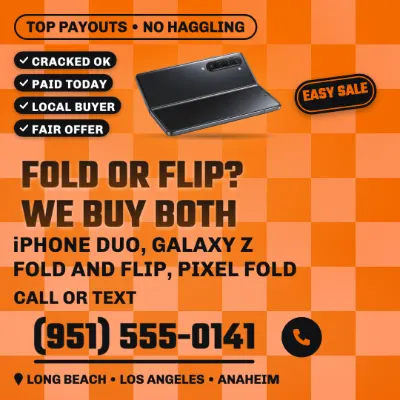 TOP PAYOUTS • NO HAGGLING
✓ CRACKED OK
✓ PAID TODAY
✓ LOCAL BUYER
✓ FAIR OFFER
EASY SALE
FOLD OR FLIP?
WE BUY BOTH
iPHONE DUO, GALAXY Z
FOLD AND FLIP, PIXEL FOLD
CALL OR TEXT
(951) 555-0141
LONG BEACH • LOS ANGELES • ANAHEIM